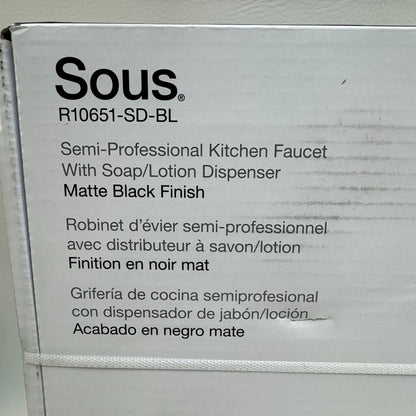 Sous®
R10651-SD-BL
Semi-Professional Kitchen Faucet
With Soap/Lotion Dispenser
Matte Black Finish
Robinet d'évier semi-professionnel
avec distributeur à savon/lotion
Finition en noir mat
Grifería de cocina semiprofesional
con dispensador de jabón/loción
Acabado en negro mate